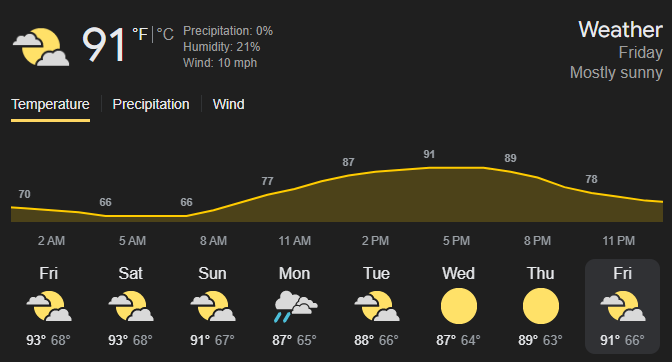 91 °F | °C
Precipitation: 0%
Humidity: 21%
Wind: 10 mph
Weather
Friday
Mostly sunny
Temperature | Precipitation | Wind
70 66 66 77 87 91 89 78
2 AM 5 AM 8 AM 11 AM 2 PM 5 PM 8 PM 11 PM
Fri Sat Sun Mon Tue Wed Thu Fri
93° 68° 93° 68° 91° 67° 87° 65° 88° 66° 87° 64° 89° 63° 91° 66°